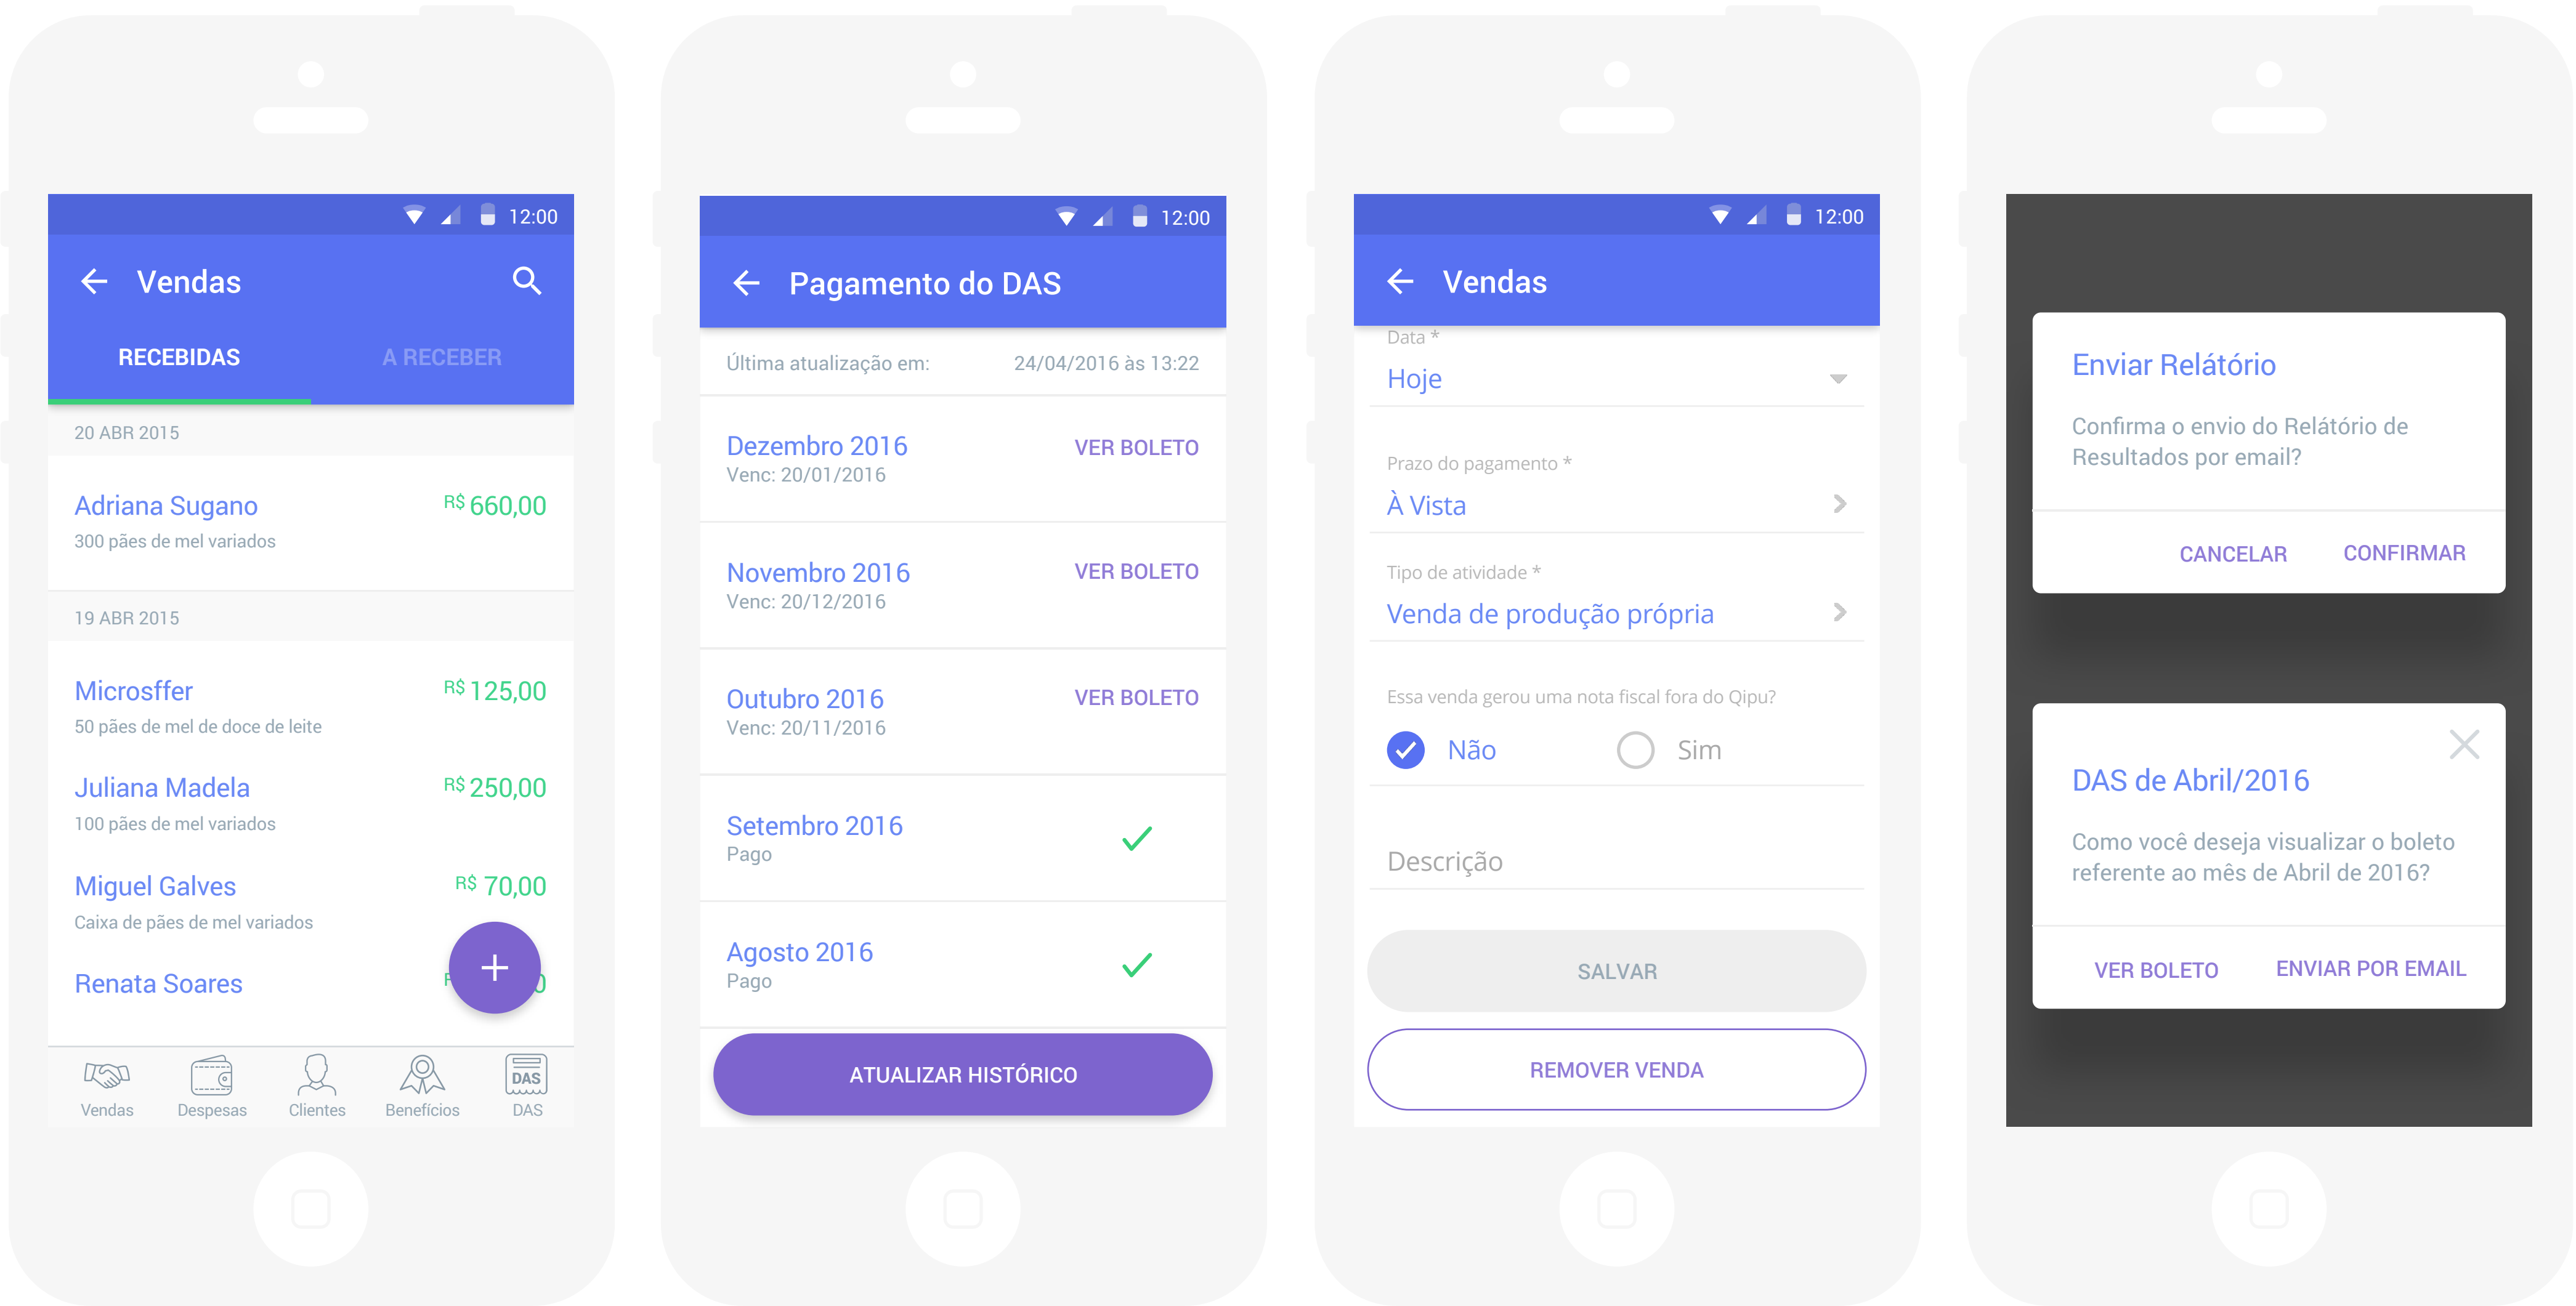 12:00
Vendas
RECEBIDAS A RECEBER
20 ABR 2015
Adriana Sugano R$ 660,00
300 pães de mel variados
19 ABR 2015
Microsffer R$ 125,00
50 pães de mel de doce de leite
Juliana Madela R$ 250,00
100 pães de mel variados
Miguel Galves R$ 70,00
Caixa de pães de mel variados
Renata Soares
DAS
Vendas Despesas Clientes Benefícios DAS
12:00
Pagamento do DAS
Última atualização em: 24/04/2016 às 13:22
Dezembro 2016 VER BOLETO
Venc: 20/01/2016
Novembro 2016 VER BOLETO
Venc: 20/12/2016
Outubro 2016 VER BOLETO
Venc: 20/11/2016
Setembro 2016
Pago
Agosto 2016
Pago
ATUALIZAR HISTÓRICO
12:00
Vendas
Data *
Hoje
Prazo do pagamento *
À Vista
Tipo de atividade *
Venda de produção própria
Essa venda gerou uma nota fiscal fora do Qipu?
Não Sim
Descrição
SALVAR
REMOVER VENDA
Enviar Relátório
Confirma o envio do Relátório de
Resultados por email?
CANCELAR CONFIRMAR
DAS de Abril/2016
Como você deseja visualizar o boleto
referente ao mês de Abril de 2016?
VER BOLETO ENVIAR POR EMAIL